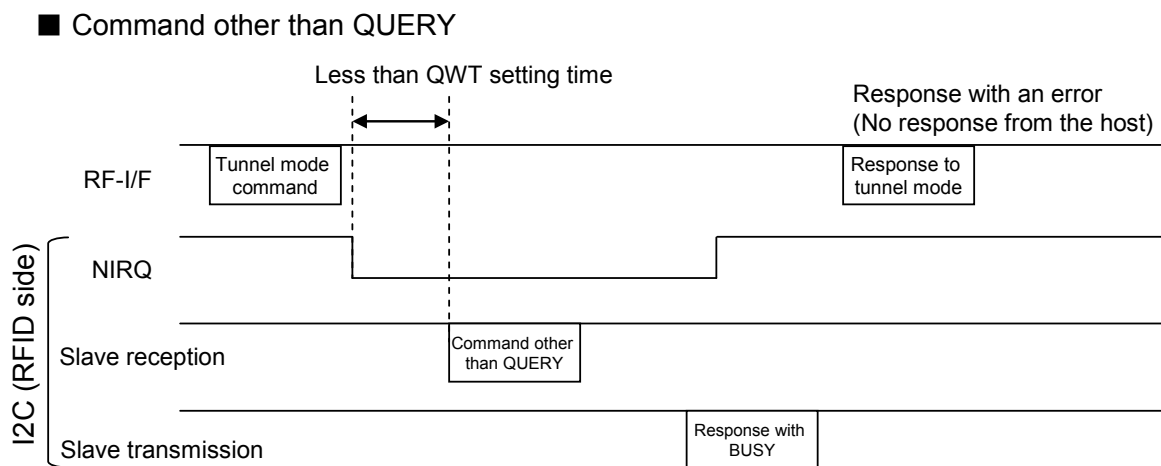 ■ Command other than QUERY
Less than QWT setting time
Response with an error
(No response from the host)
RF-I/F
Tunnel mode
command
Response to
tunnel mode
I2C (RFID side)
NIRQ
Slave reception
Command other
than QUERY
Slave transmission
Response with
BUSY